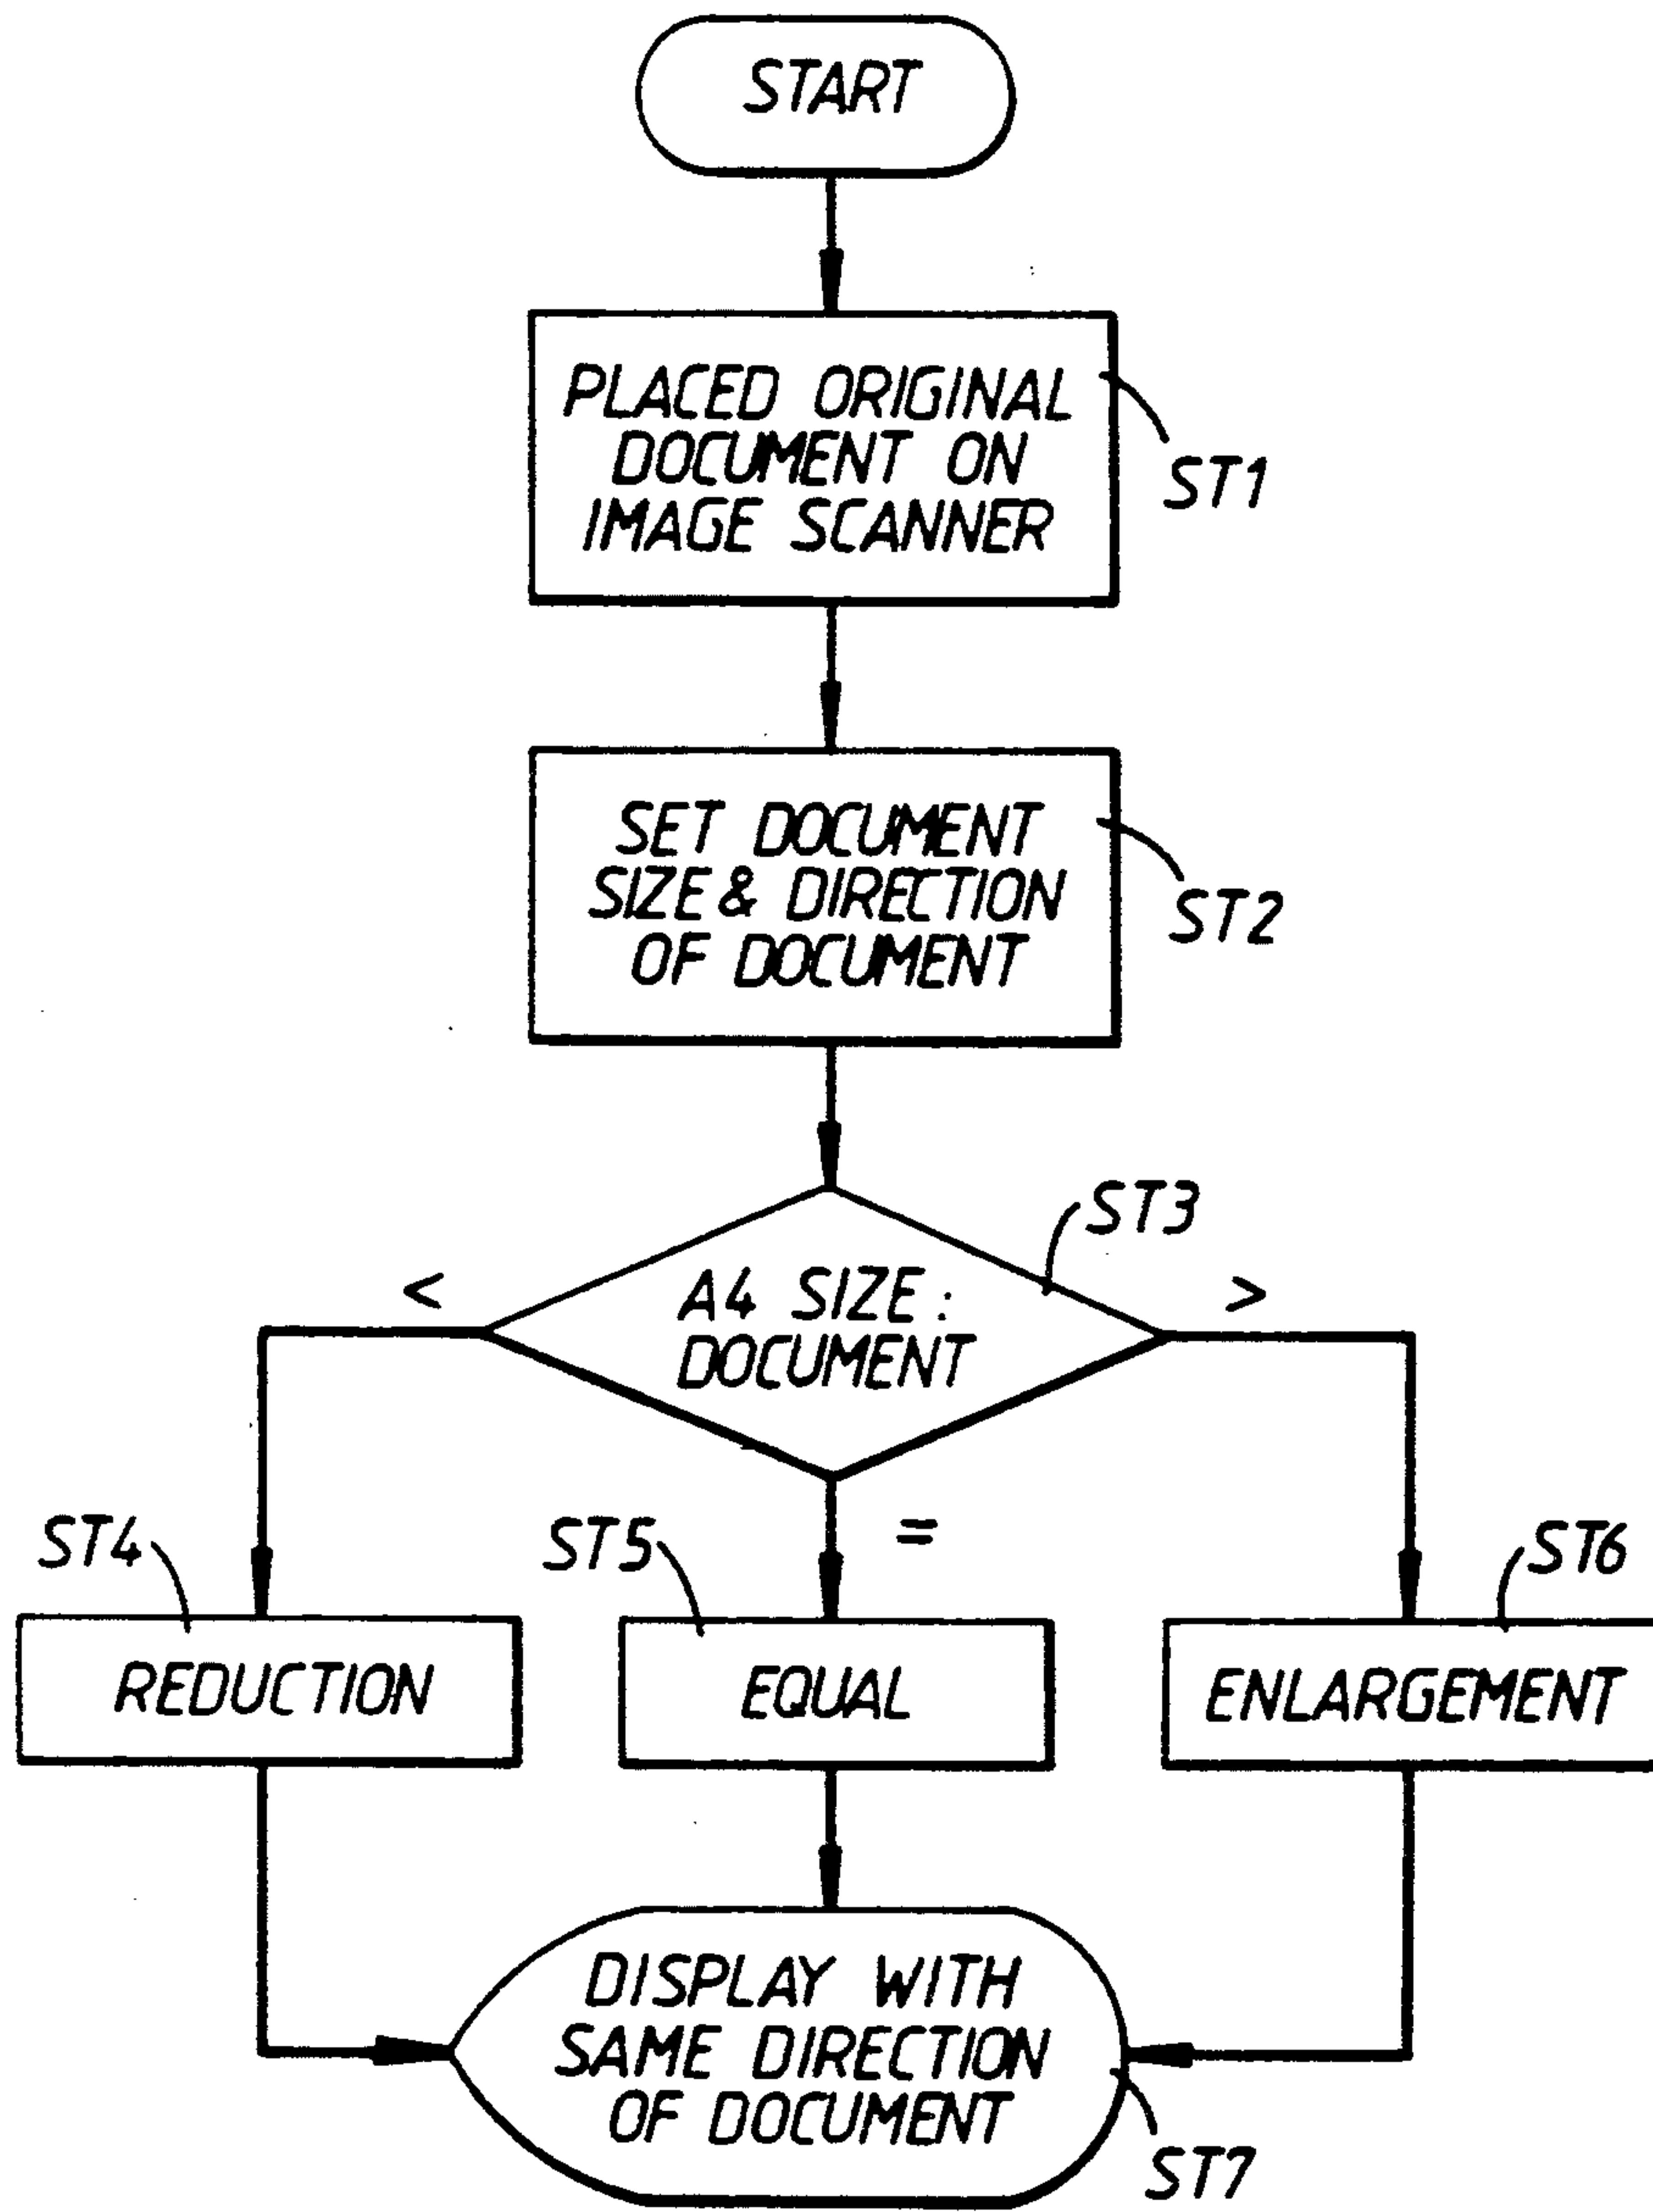 START
PLACED ORIGINAL
DOCUMENT ON
IMAGE SCANNER
ST1
SET DOCUMENT
SIZE & DIRECTION
OF DOCUMENT
ST2
ST3
<
A4 SIZE :
DOCUMENT
>
=
ST4
REDUCTION
ST5
EQUAL
ST6
ENLARGEMENT
DISPLAY WITH
SAME DIRECTION
OF DOCUMENT
ST7